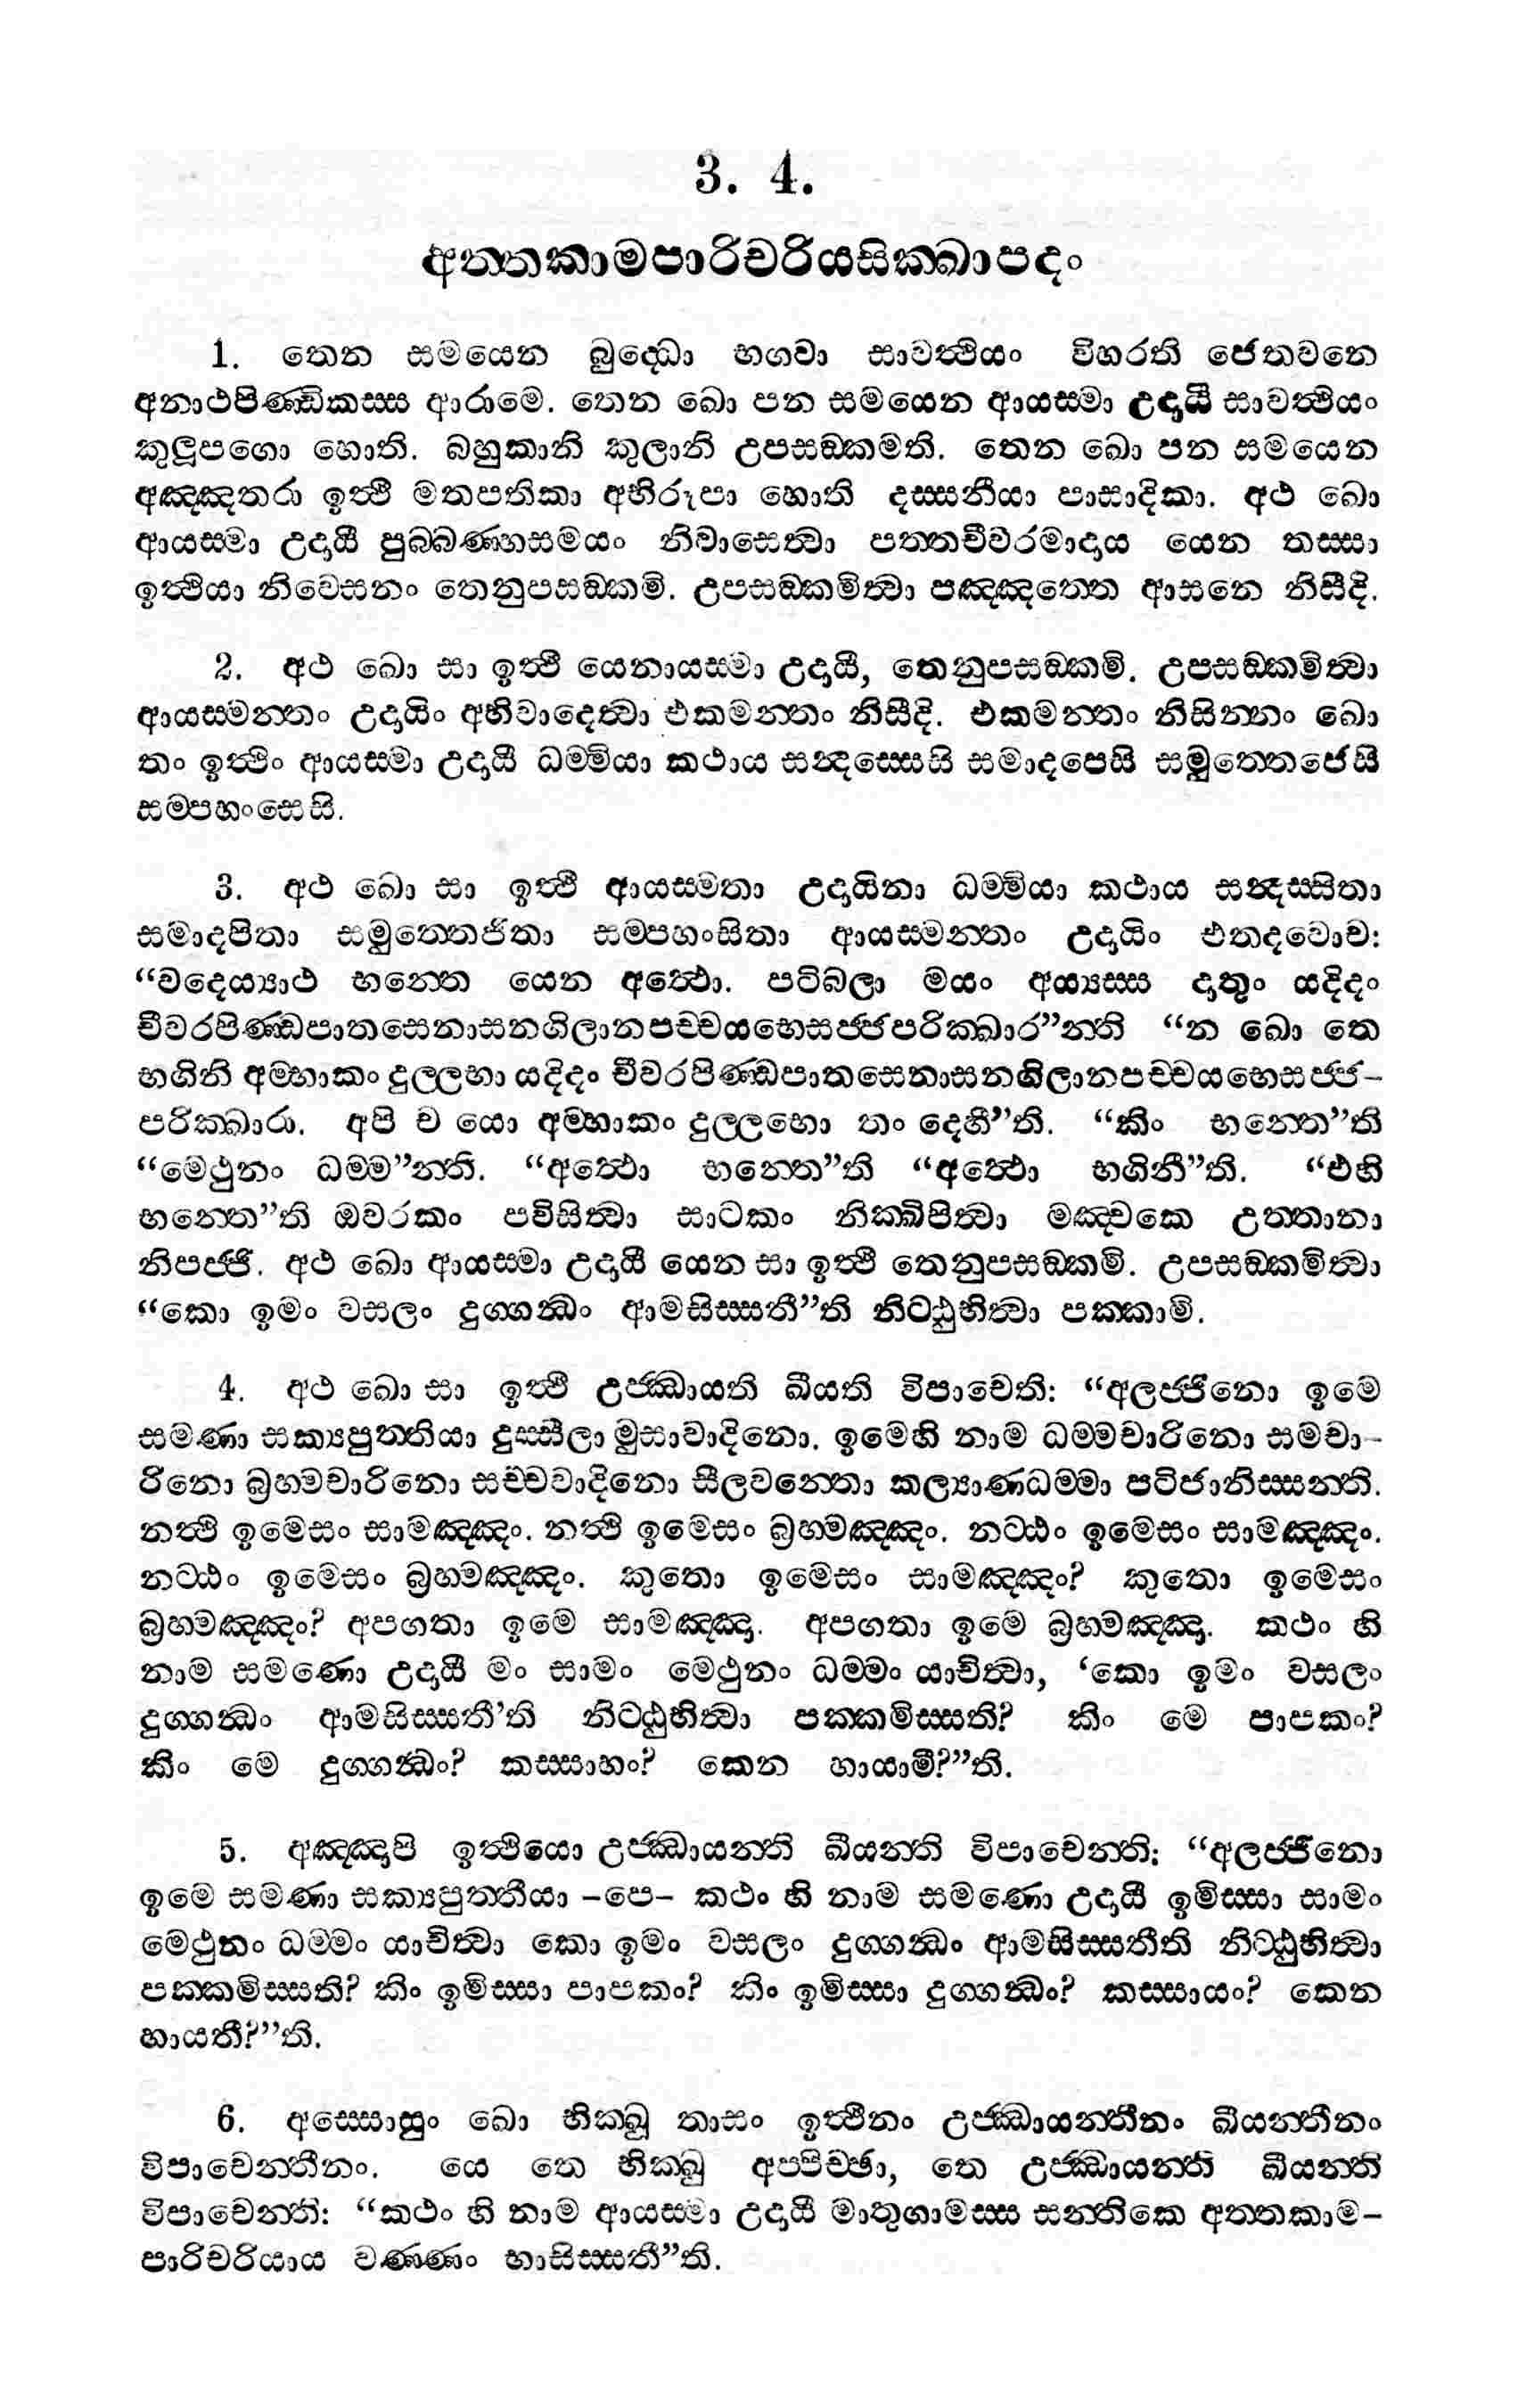 3. 4.
අත්තකාමපාරිචරියසික්ඛාපදං
1. තෙන සමයෙන බුද්ධො භගවා සාවත්ථියං විහරති ජෙතවනෙ
අනාථපිණ්ඩිකස්ස ආරාමෙ. තෙන ඛො පන සමයෙන ආයස්මා උදායී සාවත්ථියං
කුලූපගො හොති. බහුකානි කුලානි උපසඞ්කමති. තෙන ඛො පන සමයෙන
අඤ්ඤතරා ඉත්ථි මතපතිකා අභිරූපා හොති දස්සනීයා පාසාදිකා. අථ ඛො
ආයස්මා උදායී පුබ්බණ්හසමයං නිවාසෙත්වා පත්තචීවරමාදාය යෙන තස්සා
ඉත්ථියා නිවෙසනං තෙනුපසඞ්කමි. උපසඞ්කමිත්වා පඤ්ඤත්තෙ ආසනෙ නිසීදි.
2. අථ ඛො සා ඉත්ථි යෙනායස්මා උදායී, තෙනුපසඞ්කමි. උපසඞ්කමිත්වා
ආයස්මන්තං උදායිං අභිවාදෙත්වා එකමන්තං නිසීදි. එකමන්තං නිසින්නං ඛො
තං ඉත්ථිං ආයස්මා උදායී ධම්මියා කථාය සන්දස්සෙසි සමාදපෙසි සමුත්තෙජෙසි
සම්පහංසෙසි.
3. අථ ඛො සා ඉත්ථි ආයස්මතා උදායිනා ධම්මියා කථාය සන්දස්සිතා
සමාදපිතා සමුත්තෙජිතා සම්පහංසිතා ආයස්මන්තං උදායිං එතදවොච:
“වදෙය්‍යාථ භන්තෙ යෙන අත්ථො. පටිබලා මයං අය්‍යස්ස දාතුං යදිදං
චීවරපිණ්ඩපාතසෙනාසනගිලානපච්චයභෙසජ්ජපරික්ඛාර”න්ති “න ඛො තෙ
භගිනි අම්හාකං දුල්ලභා යදිදං චීවරපිණ්ඩපාතසෙනාසනගිලානපච්චයභෙසජ්ජ-
පරික්ඛාරා. අපි ච යො අම්හාකං දුල්ලභො තං දෙහී”ති. “කිං භන්තෙ”ති
“මෙථුනං ධම්ම”න්ති. “අත්ථො භන්තෙ”ති “අත්ථො භගිනී”ති. “එහි
භන්තෙ”ති ඔවරකං පවිසිත්වා සාටකං නික්ඛිපිත්වා මඤ්චකෙ උත්තානා
නිපජ්ජි. අථ ඛො ආයස්මා උදායී යෙන සා ඉත්ථි තෙනුපසඞ්කමි. උපසඞ්කමිත්වා
“කො ඉමං වසලං දුග්ගන්ධං ආමසිස්සතී”ති නිට්ඨුභිත්වා පක්කාමි.
4. අථ ඛො සා ඉත්ථි උජ්ඣායති ඛීයති විපාචෙති: “අලජ්ජිනො ඉමෙ
සමණා සක්‍යපුත්තියා දුස්සීලා මුසාවාදිනො. ඉමෙහි නාම ධම්මචාරිනො සමචා-
රිනො බ්‍රහ්මචාරිනො සච්චවාදිනො සීලවන්තො කල්‍යාණධම්මා පටිජානිස්සන්ති.
නත්ථි ඉමෙසං සාමඤ්ඤං. නත්ථි ඉමෙසං බ්‍රහ්මඤ්ඤං. නට්ඨං ඉමෙසං සාමඤ්ඤං.
නට්ඨං ඉමෙසං බ්‍රහ්මඤ්ඤං. කුතො ඉමෙසං සාමඤ්ඤං? කුතො ඉමෙසං
බ්‍රහ්මඤ්ඤං? අපගතා ඉමෙ සාමඤ්ඤා. අපගතා ඉමෙ බ්‍රහ්මඤ්ඤා. කථං හි
නාම සමණො උදායී මං සාමං මෙථුනං ධම්මං යාචිත්වා, ‘කො ඉමං වසලං
දුග්ගන්ධං ආමසිස්සතී’ති නිට්ඨුභිත්වා පක්කමිස්සති? කිං මෙ පාපකං?
කිං මෙ දුග්ගන්ධං? කස්සාහං? කෙන හායාමී?”ති.
5. අඤ්ඤාපි ඉත්ථියො උජ්ඣායන්ති ඛීයන්ති විපාචෙන්ති: “අලජ්ජිනො
ඉමෙ සමණා සක්‍යපුත්තියා -පෙ- කථං හි නාම සමණො උදායී ඉමිස්සා සාමං
මෙථුනං ධම්මං යාචිත්වා කො ඉමං වසලං දුග්ගන්ධං ආමසිස්සතීති නිට්ඨුභිත්වා
පක්කමිස්සති? කිං ඉමිස්සා පාපකං? කිං ඉමිස්සා දුග්ගන්ධං? කස්සායං? කෙන
හායතී?”ති.
6. අස්සොසුං ඛො භික්ඛූ තාසං ඉත්ථීනං උජ්ඣායන්තීනං ඛීයන්තීනං
විපාචෙන්තීනං. යෙ තෙ භික්ඛු අප්පිච්ඡා, තෙ උජ්ඣායන්ති ඛීයන්ති
විපාචෙන්ති: “කථං හි නාම ආයස්මා උදායී මාතුගාමස්ස සන්තිකෙ අත්තකාම-
පාරිචරියාය වණ්ණං භාසිස්සතී”ති.